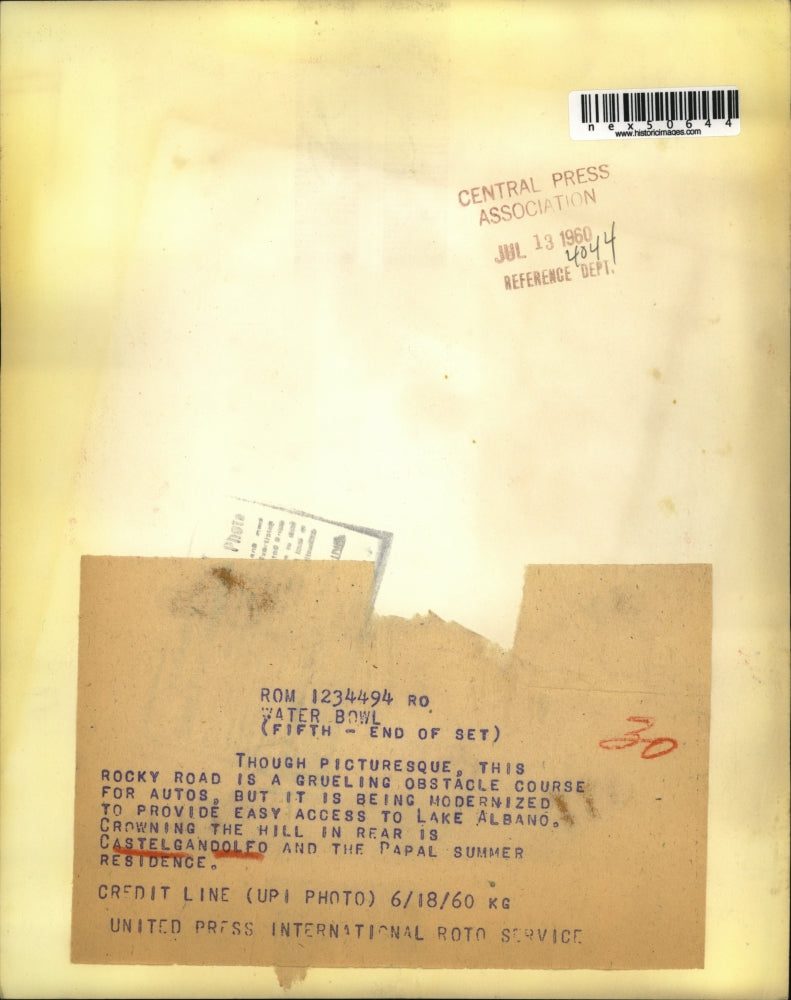 nex50644
www.historicimages.com
CENTRAL PRESS
ASSOCIATION
JUL 13 1960
4044
REFERENCE DEPT.
Photo
ROM 1234494 RO
WATER BOWL
(FIFTH - END OF SET)
THOUGH PICTURESQUE, THIS
ROCKY ROAD IS A GRUELING OBSTACLE COURSE
FOR AUTOS, BUT IT IS BEING MODERNIZED
TO PROVIDE EASY ACCESS TO LAKE ALBANO.
CROWNING THE HILL IN REAR IS
CASTELGANDOLFO AND THE PAPAL SUMMER
RESIDENCE.
CREDIT LINE (UPI PHOTO) 6/18/60 KG
UNITED PRESS INTERNATIONAL ROTO SERVICE
30